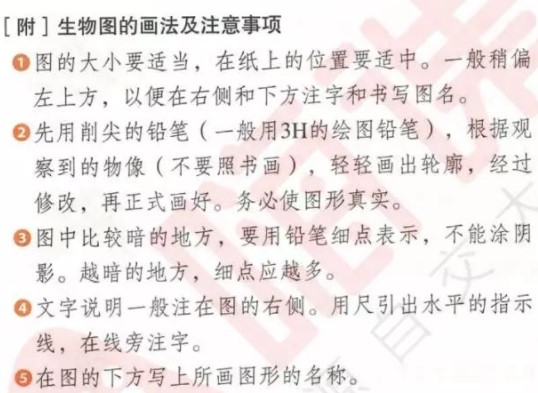 ［附］生物图的画法及注意事项
❶图的大小要适当，在纸上的位置要适中。一般稍偏
左上方，以便在右侧和下方注字和书写图名。
❷先用削尖的铅笔（一般用3H的绘图铅笔），根据观
察到的物像（不要照书画），轻轻画出轮廓，经过
修改，再正式画好。务必使图形真实。
❸图中比较暗的地方，要用铅笔细点表示，不能涂阴
影。越暗的地方，细点应越多。
❹文字说明一般注在图的右侧。用尺引出水平的指示
线，在线旁注字。
❺在图的下方写上所画图形的名称。